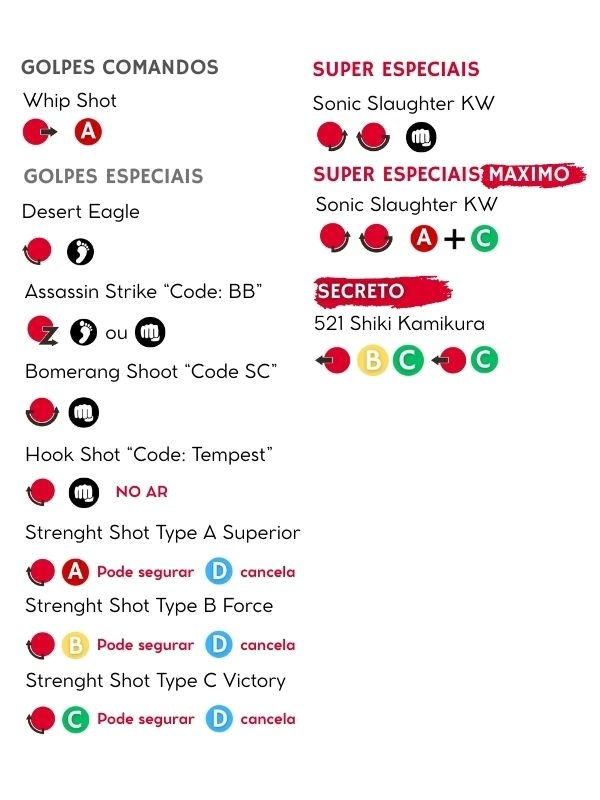 GOLPES COMANDOS
Whip Shot
A
GOLPES ESPECIAIS
Desert Eagle
Assassin Strike “Code: BB”
ou
Bomerang Shoot “Code SC”
Hook Shot “Code: Tempest”
NO AR
Strenght Shot Type A Superior
A Pode segurar D cancela
Strenght Shot Type B Force
B Pode segurar D cancela
Strenght Shot Type C Victory
C Pode segurar D cancela
SUPER ESPECIAIS
Sonic Slaughter KW
SUPER ESPECIAIS MAXIMO
Sonic Slaughter KW
A + C
SECRETO
521 Shiki Kamikura
B C C